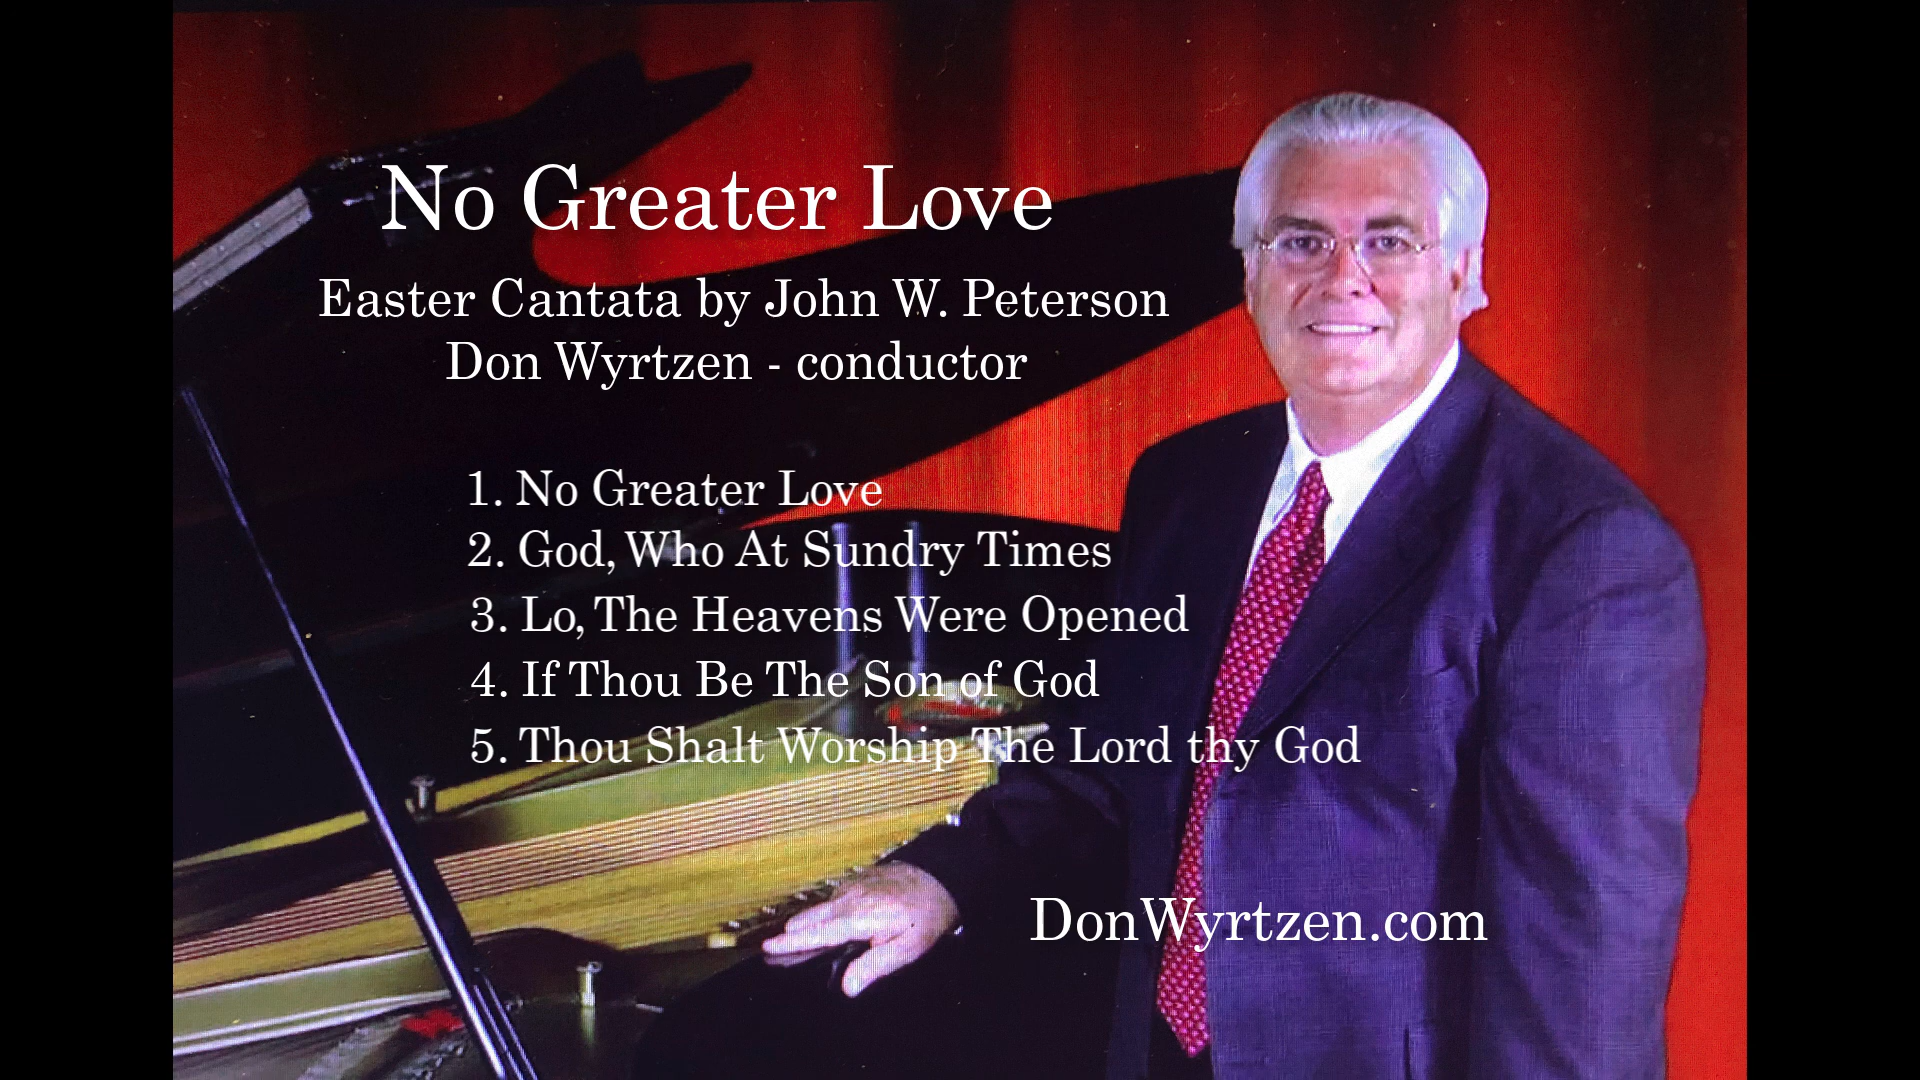 No Greater Love
Easter Cantata by John W. Peterson
Don Wyrtzen - conductor
1. No Greater Love
2. God, Who At Sundry Times
3. Lo, The Heavens Were Opened
4. If Thou Be The Son of God
5. Thou Shalt Worship The Lord thy God
DonWyrtzen.com